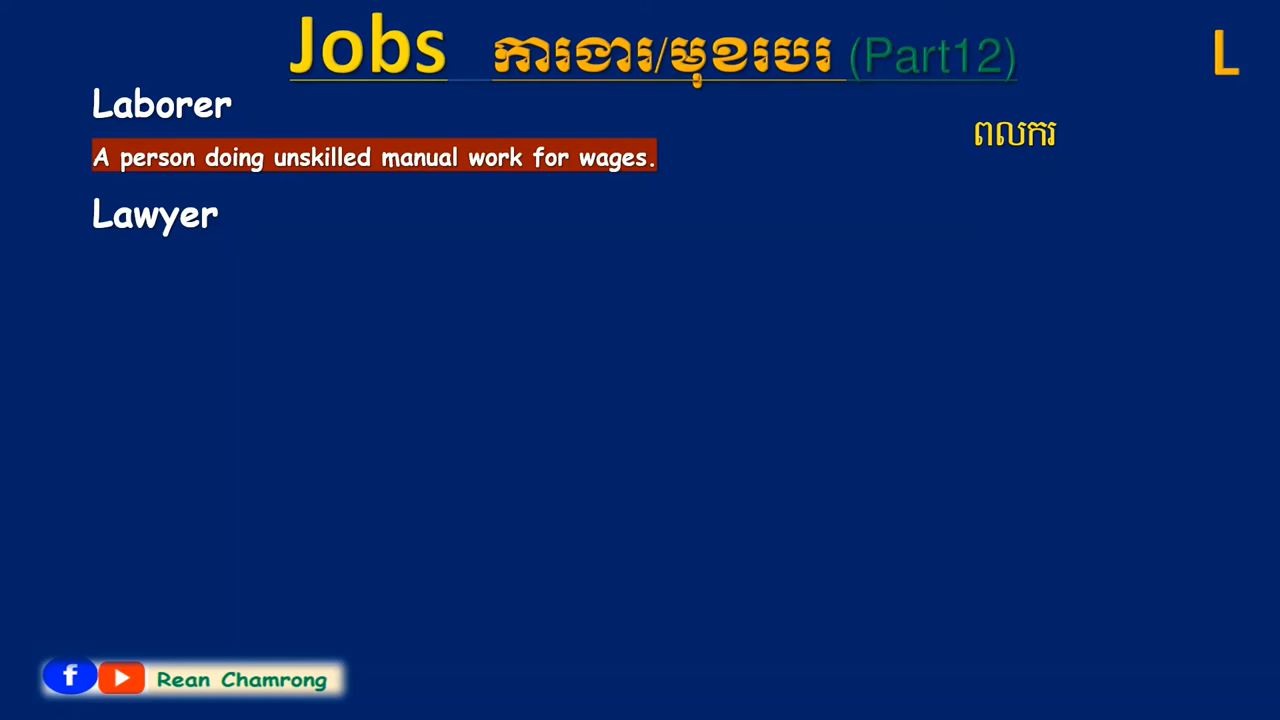 Jobs ការងារ/មុខរបរ (Part12) L
Laborer
ពលករ
A person doing unskilled manual work for wages.
Lawyer
f Rean Chamrong